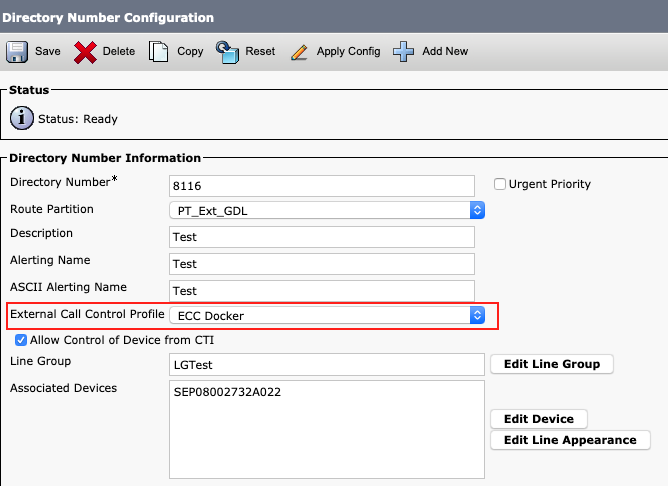 Directory Number Configuration
Save Delete Copy Reset Apply Config Add New
Status
i Status: Ready
Directory Number Information
Directory Number* 8116 Urgent Priority
Route Partition PT_Ext_GDL
Description Test
Alerting Name Test
ASCII Alerting Name Test
External Call Control Profile ECC Docker
Allow Control of Device from CTI
Line Group LGTest Edit Line Group
Associated Devices SEP08002732A022
Edit Device
Edit Line Appearance